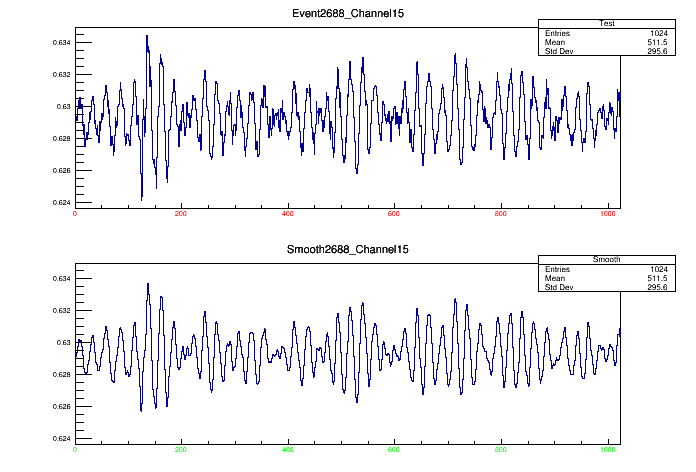 Event2688_Channel15
Test
Entries 1024
Mean 511.5
Std Dev 295.6
0.634
0.632
0.63
0.628
0.626
0.624
0 200 400 600 800 1000
Smooth2688_Channel15
Smooth
Entries 1024
Mean 511.5
Std Dev 295.6
0.634
0.632
0.63
0.628
0.626
0.624
0 200 400 600 800 1000